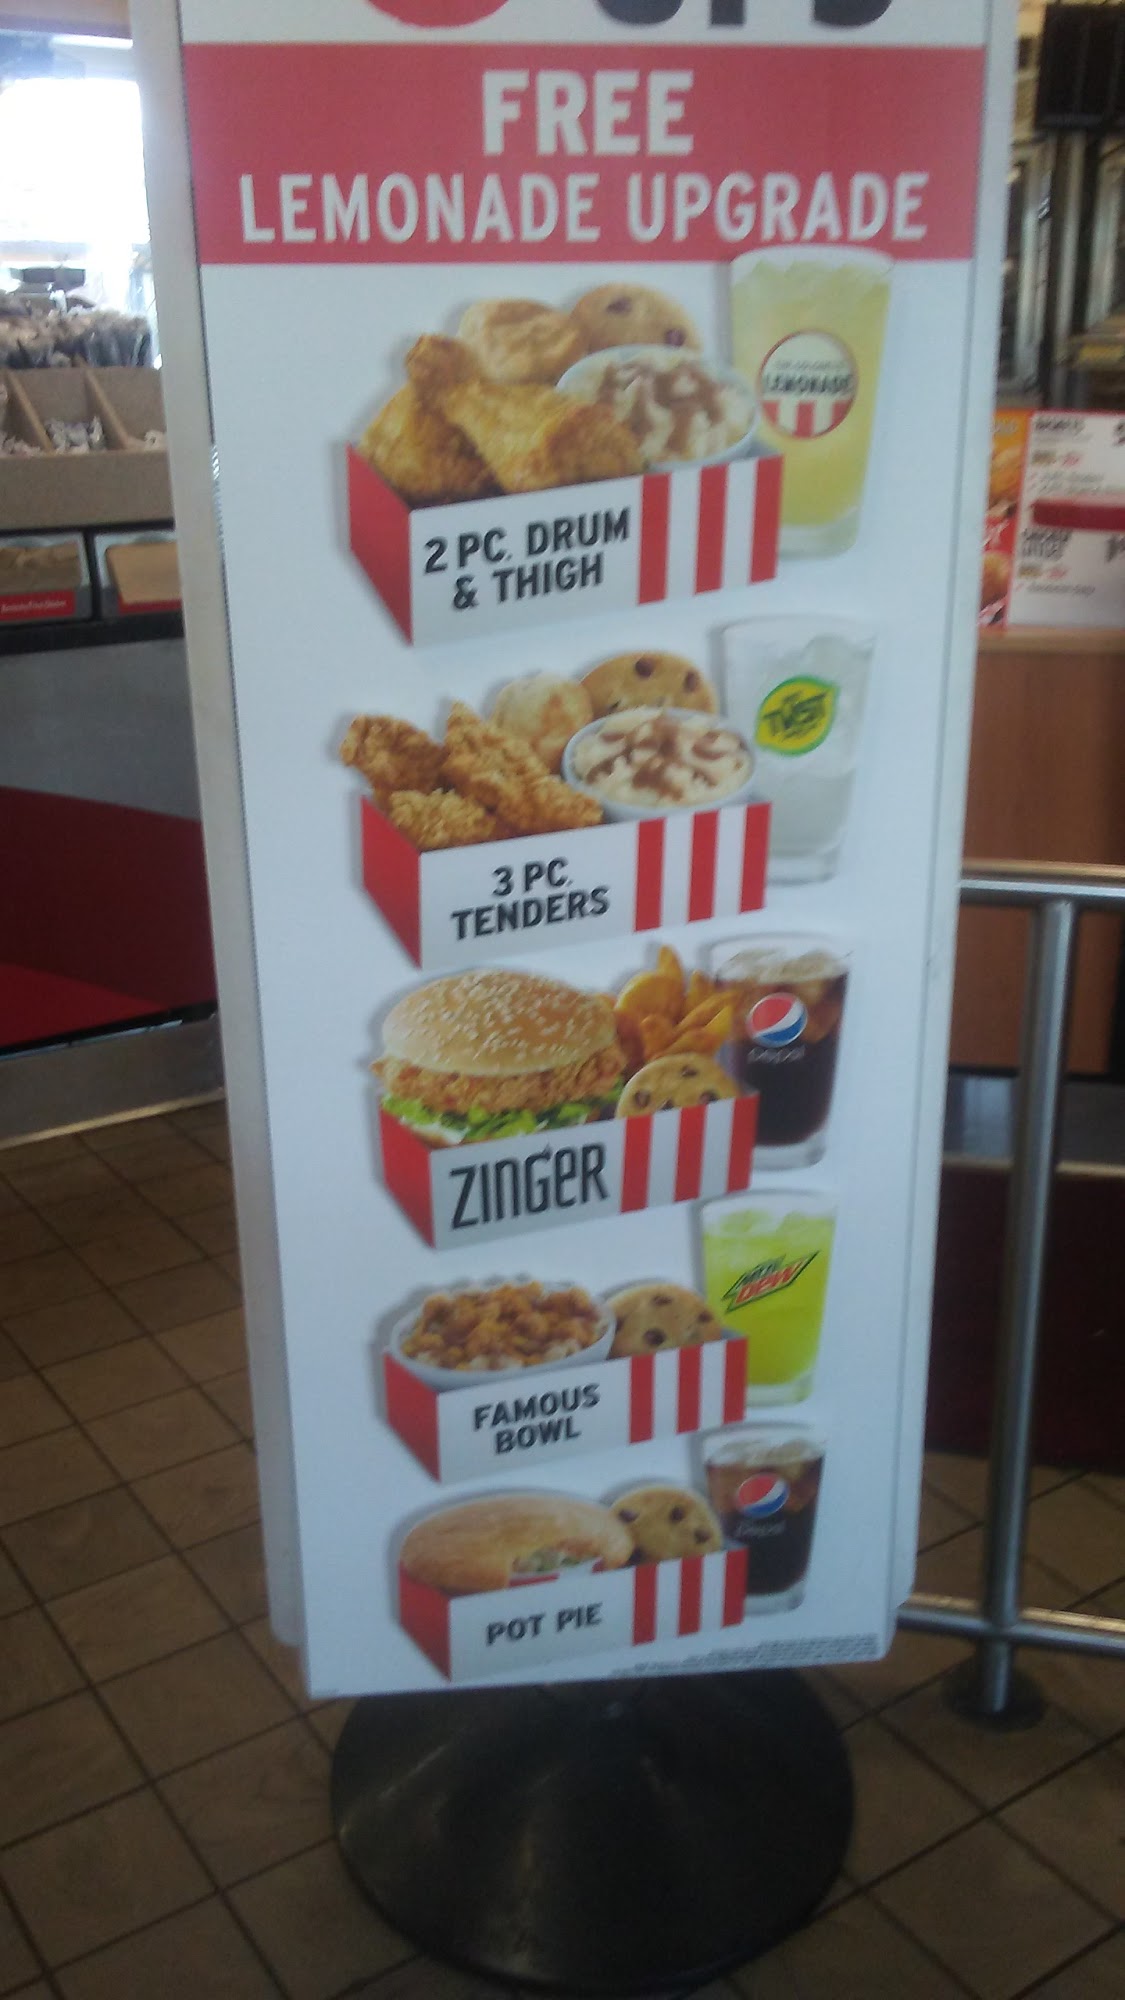 FREE
LEMONADE UPGRADE
LEMONADE
2 PC. DRUM
& THIGH
TWST
3 PC.
TENDERS
pepsi
ZINGER
MTN
DEW
FAMOUS
BOWL
pepsi
POT PIE